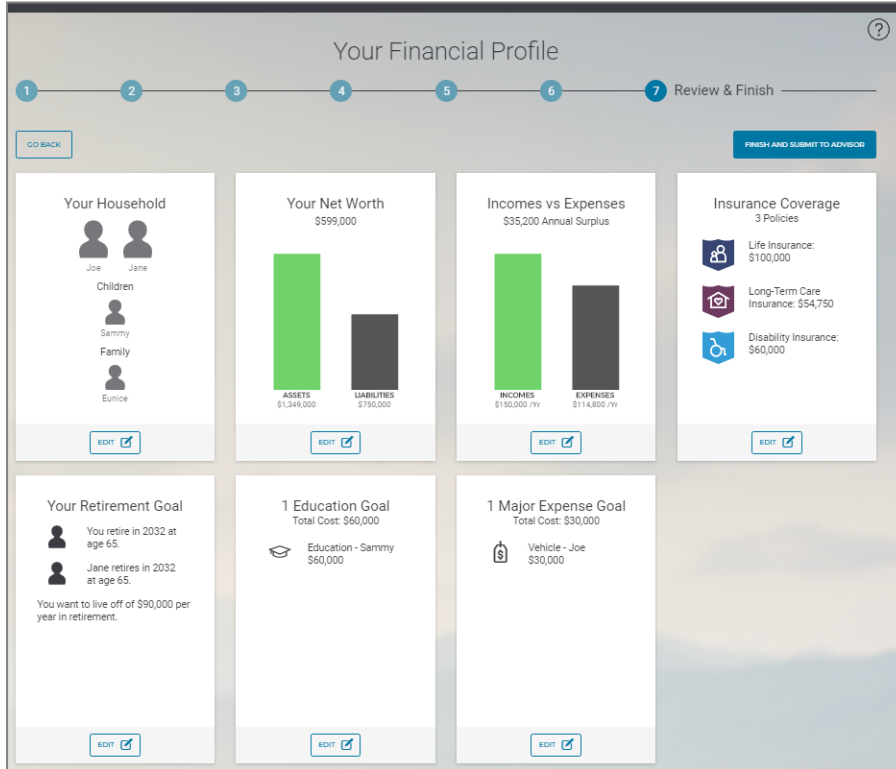 ?
Your Financial Profile
1 2 3 4 5 6 7 Review & Finish
GO BACK
FINISH AND SUBMIT TO ADVISOR
Your Household
Joe Jane
Children
Sammy
Family
Eunice
EDIT
Your Net Worth
$599,000
ASSETS LIABILITIES
$1,349,000 $750,000
EDIT
Incomes vs Expenses
$35,200 Annual Surplus
INCOMES EXPENSES
$150,000 /Yr $114,800 /Yr
EDIT
Insurance Coverage
3 Policies
Life Insurance:
$100,000
Long-Term Care
Insurance: $54,750
Disability Insurance:
$60,000
EDIT
Your Retirement Goal
You retire in 2032 at
age 65.
Jane retires in 2032
at age 65.
You want to live off of $90,000 per
year in retirement.
EDIT
1 Education Goal
Total Cost: $60,000
Education - Sammy
$60,000
EDIT
1 Major Expense Goal
Total Cost: $30,000
$
Vehicle - Joe
$30,000
EDIT